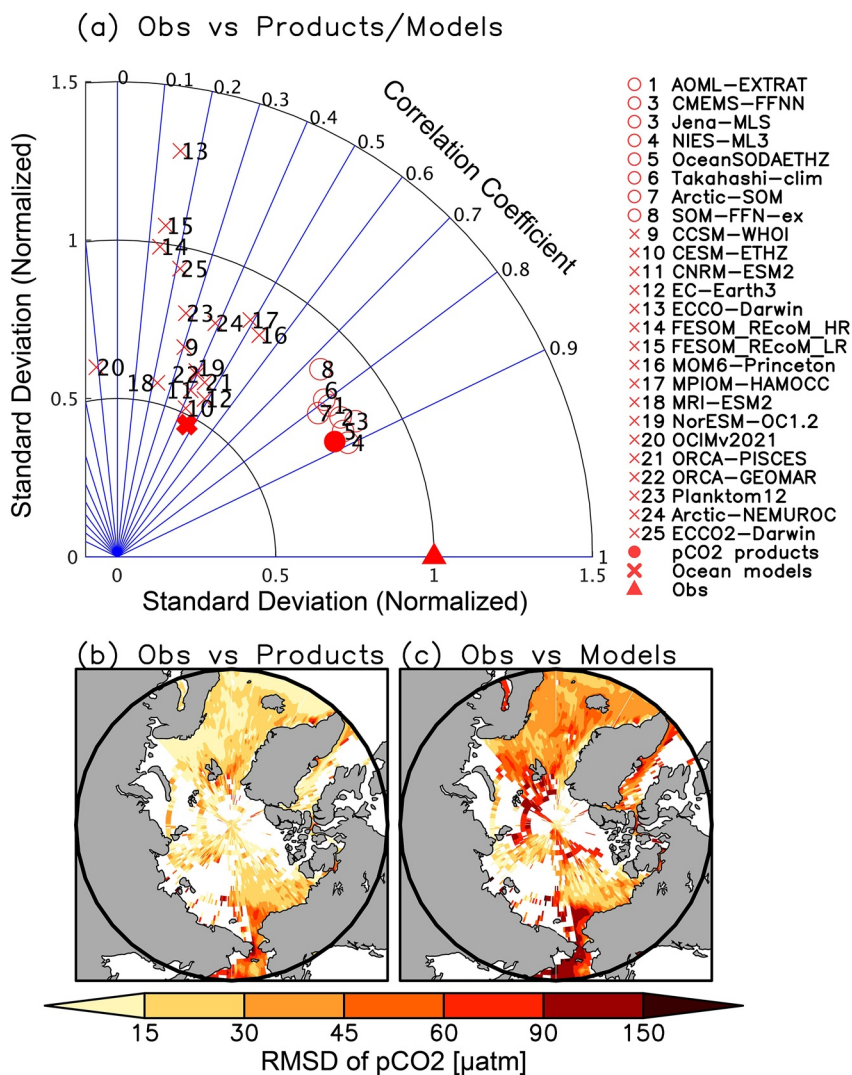 (a) Obs vs Products/Models
Standard Deviation (Normalized)
1.5
1
0.5
0
0 0.1 0.2 0.3 0.4 0.5 0.6 0.7 0.8 0.9 1
Correlation Coefficient
13
15
14
25
23
17
24
16
9
20
19
22
21
18
11
12
10
8
6
1
7
2
3
5
4
0 0.5 1 1.5
Standard Deviation (Normalized)
1 AOML-EXTRAT
3 CMEMS-FFNN
3 Jena-MLS
4 NIES-ML3
5 OceanSODAETHZ
6 Takahashi-clim
7 Arctic-SOM
8 SOM-FFN-ex
9 CCSM-WHOI
10 CESM-ETHZ
11 CNRM-ESM2
12 EC-Earth3
13 ECCO-Darwin
14 FESOM_REcoM_HR
15 FESOM_REcoM_LR
16 MOM6-Princeton
17 MPIOM-HAMOCC
18 MRI-ESM2
19 NorESM-OC1.2
20 OCIMv2021
21 ORCA-PISCES
22 ORCA-GEOMAR
23 Planktom12
24 Arctic-NEMUROC
25 ECCO2-Darwin
pCO2 products
Ocean models
Obs
(b) Obs vs Products
(c) Obs vs Models
15 30 45 60 90 150
RMSD of pCO2 [µatm]